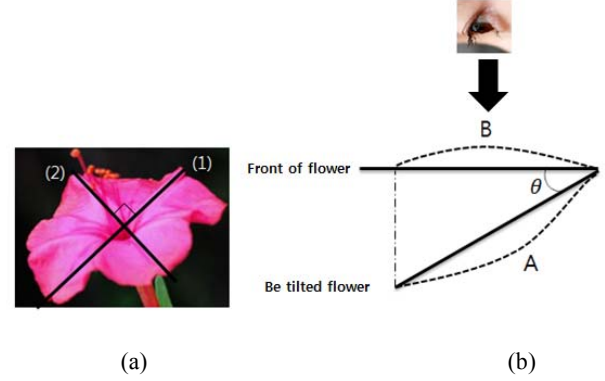 (2)
(1)
B
Front of flower
θ
A
Be tilted flower
(a)
(b)